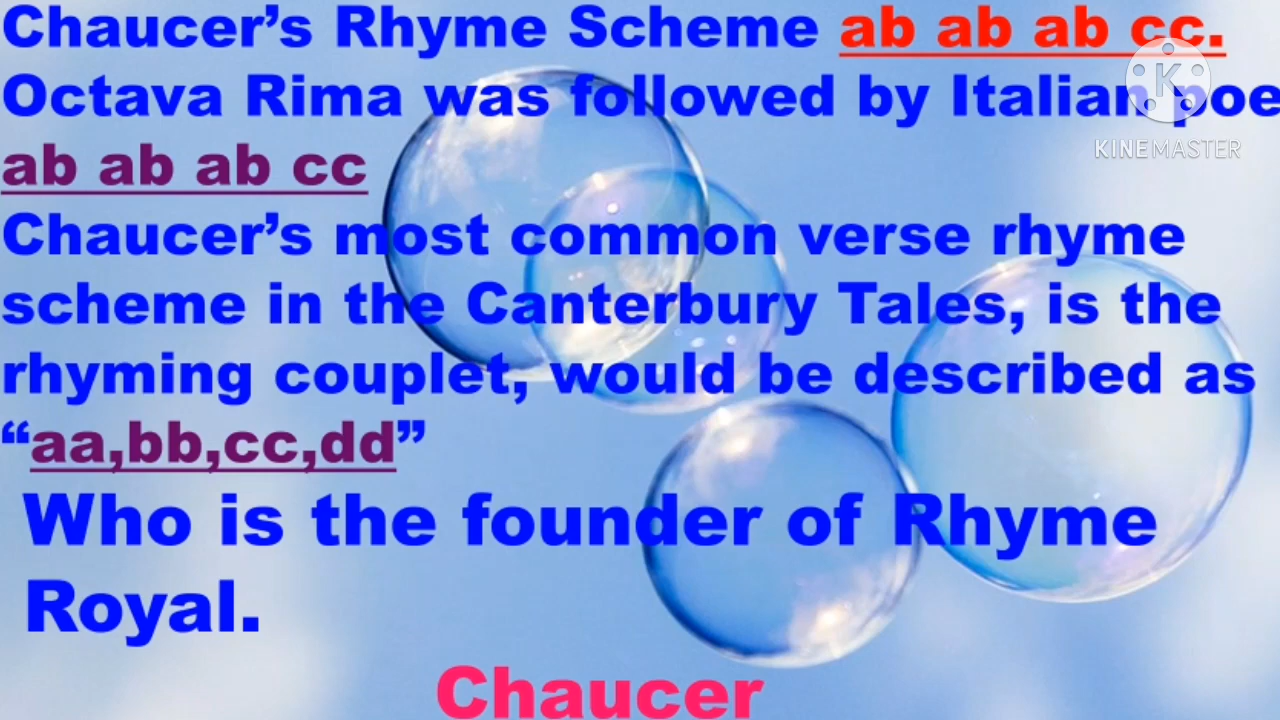 Chaucer’s Rhyme Scheme ab ab ab cc.
Octava Rima was followed by Italian poe
ab ab ab cc
Chaucer’s most common verse rhyme
scheme in the Canterbury Tales, is the
rhyming couplet, would be described as
“aa,bb,cc,dd”
Who is the founder of Rhyme
Royal.
Chaucer
K
KINEMASTER